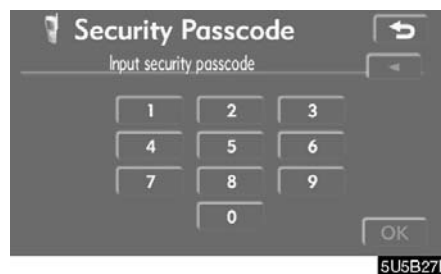 Security Passcode
Input security passcode
1 2 3
4 5 6
7 8 9
0
OK
5U5B27